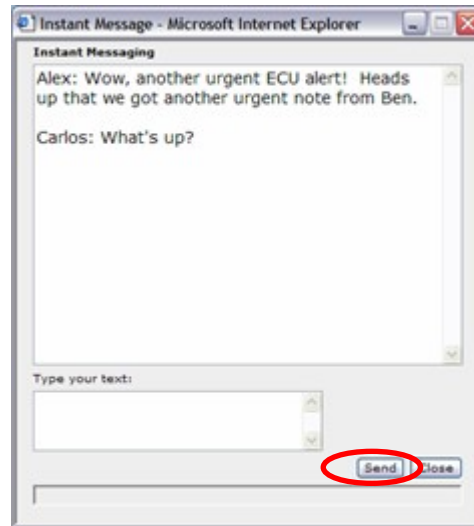 Instant Message - Microsoft Internet Explorer
Instant Messaging
Alex: Wow, another urgent ECU alert! Heads
up that we got another urgent note from Ben.
Carlos: What's up?
Type your text:
Send Close